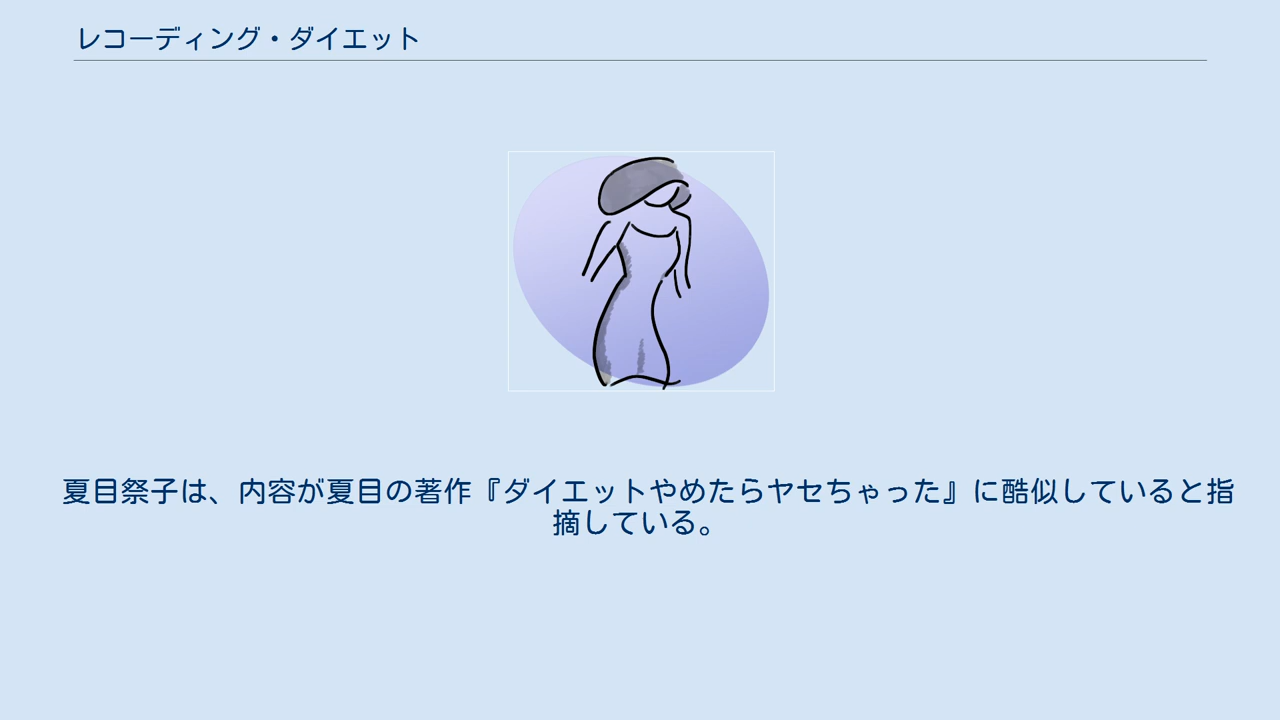 レコーディング・ダイエット
夏目祭子は、内容が夏目の著作『ダイエットやめたらヤセちゃった』に酷似していると指
摘している。